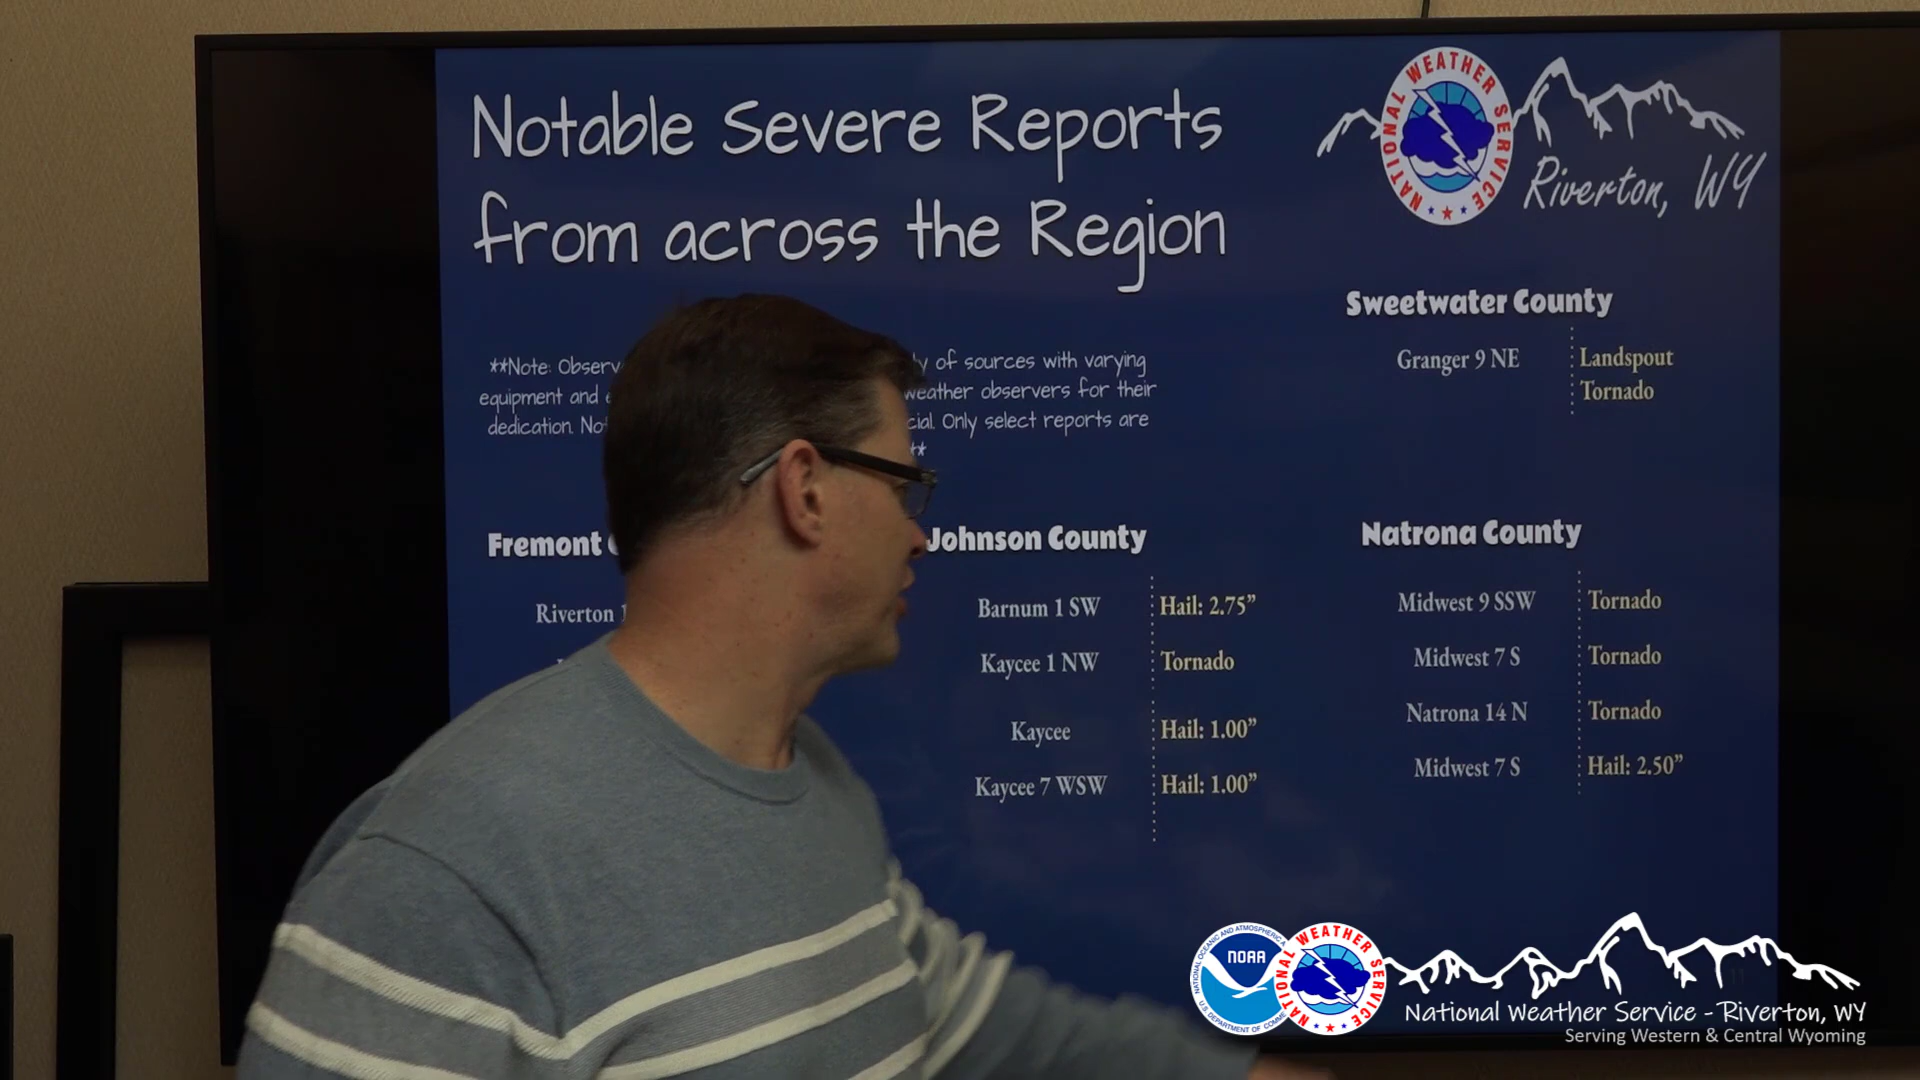 Notable Severe Reports
from across the Region
NATIONAL WEATHER SERVICE
Riverton, WY
Sweetwater County
Granger 9 NE
Landspout
Tornado
**Note: of sources with varying
equipment and weather observers for their
dedication. Only select reports are
**
Fremont
Riverton
Johnson County
Barnum 1 SW Hail: 2.75”
Kaycee 1 NW Tornado
Kaycee Hail: 1.00”
Kaycee 7 WSW Hail: 1.00”
Natrona County
Midwest 9 SSW Tornado
Midwest 7 S Tornado
Natrona 14 N Tornado
Midwest 7 S Hail: 2.50”
NOAA
NATIONAL WEATHER SERVICE
National Weather Service - Riverton, WY
Serving Western & Central Wyoming